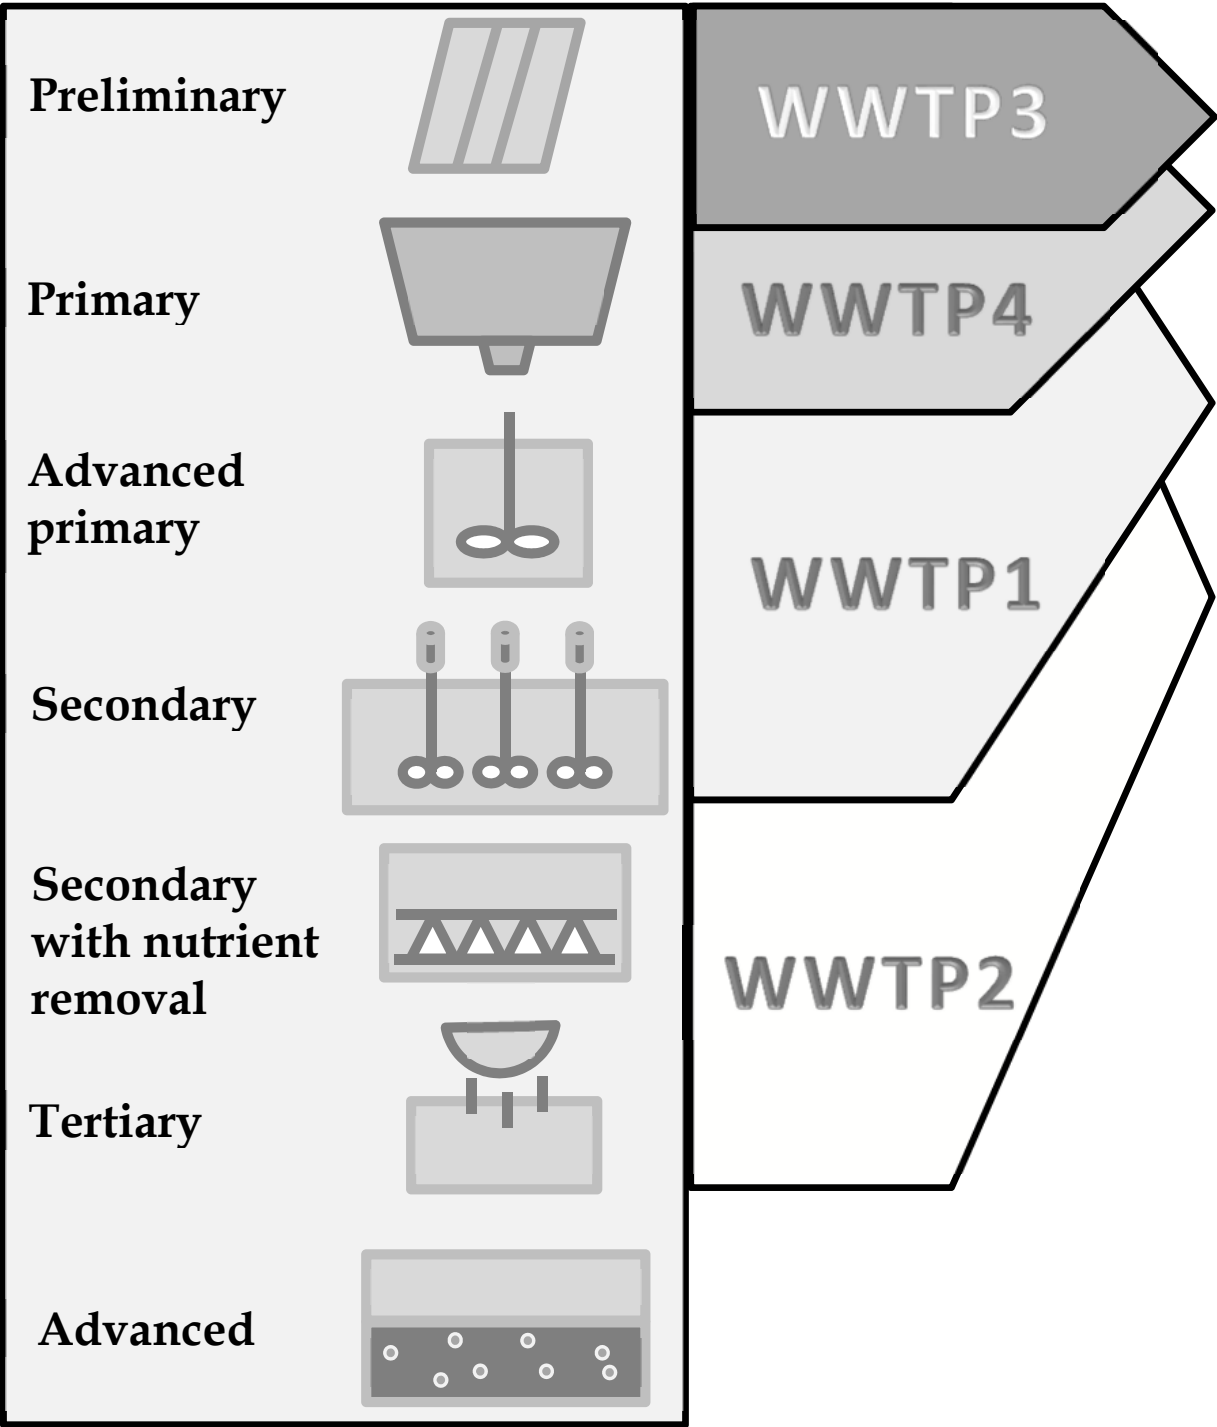 Preliminary
WWTP3
Primary
WWTP4
Advanced
primary
WWTP1
Secondary
Secondary
with nutrient
removal
WWTP2
Tertiary
Advanced